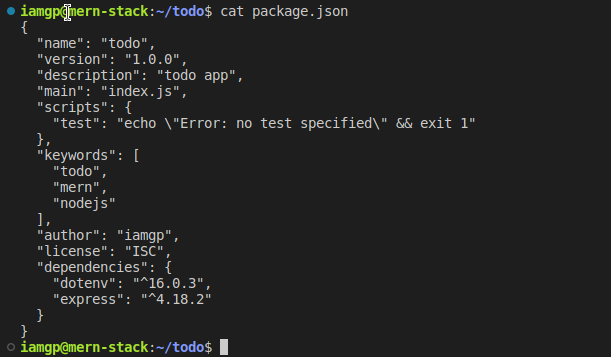 iamgp@mern-stack:~/todo$ cat package.json
{
  "name": "todo",
  "version": "1.0.0",
  "description": "todo app",
  "main": "index.js",
  "scripts": {
    "test": "echo \"Error: no test specified\" && exit 1"
  },
  "keywords": [
    "todo",
    "mern",
    "nodejs"
  ],
  "author": "iamgp",
  "license": "ISC",
  "dependencies": {
    "dotenv": "^16.0.3",
    "express": "^4.18.2"
  }
}
iamgp@mern-stack:~/todo$